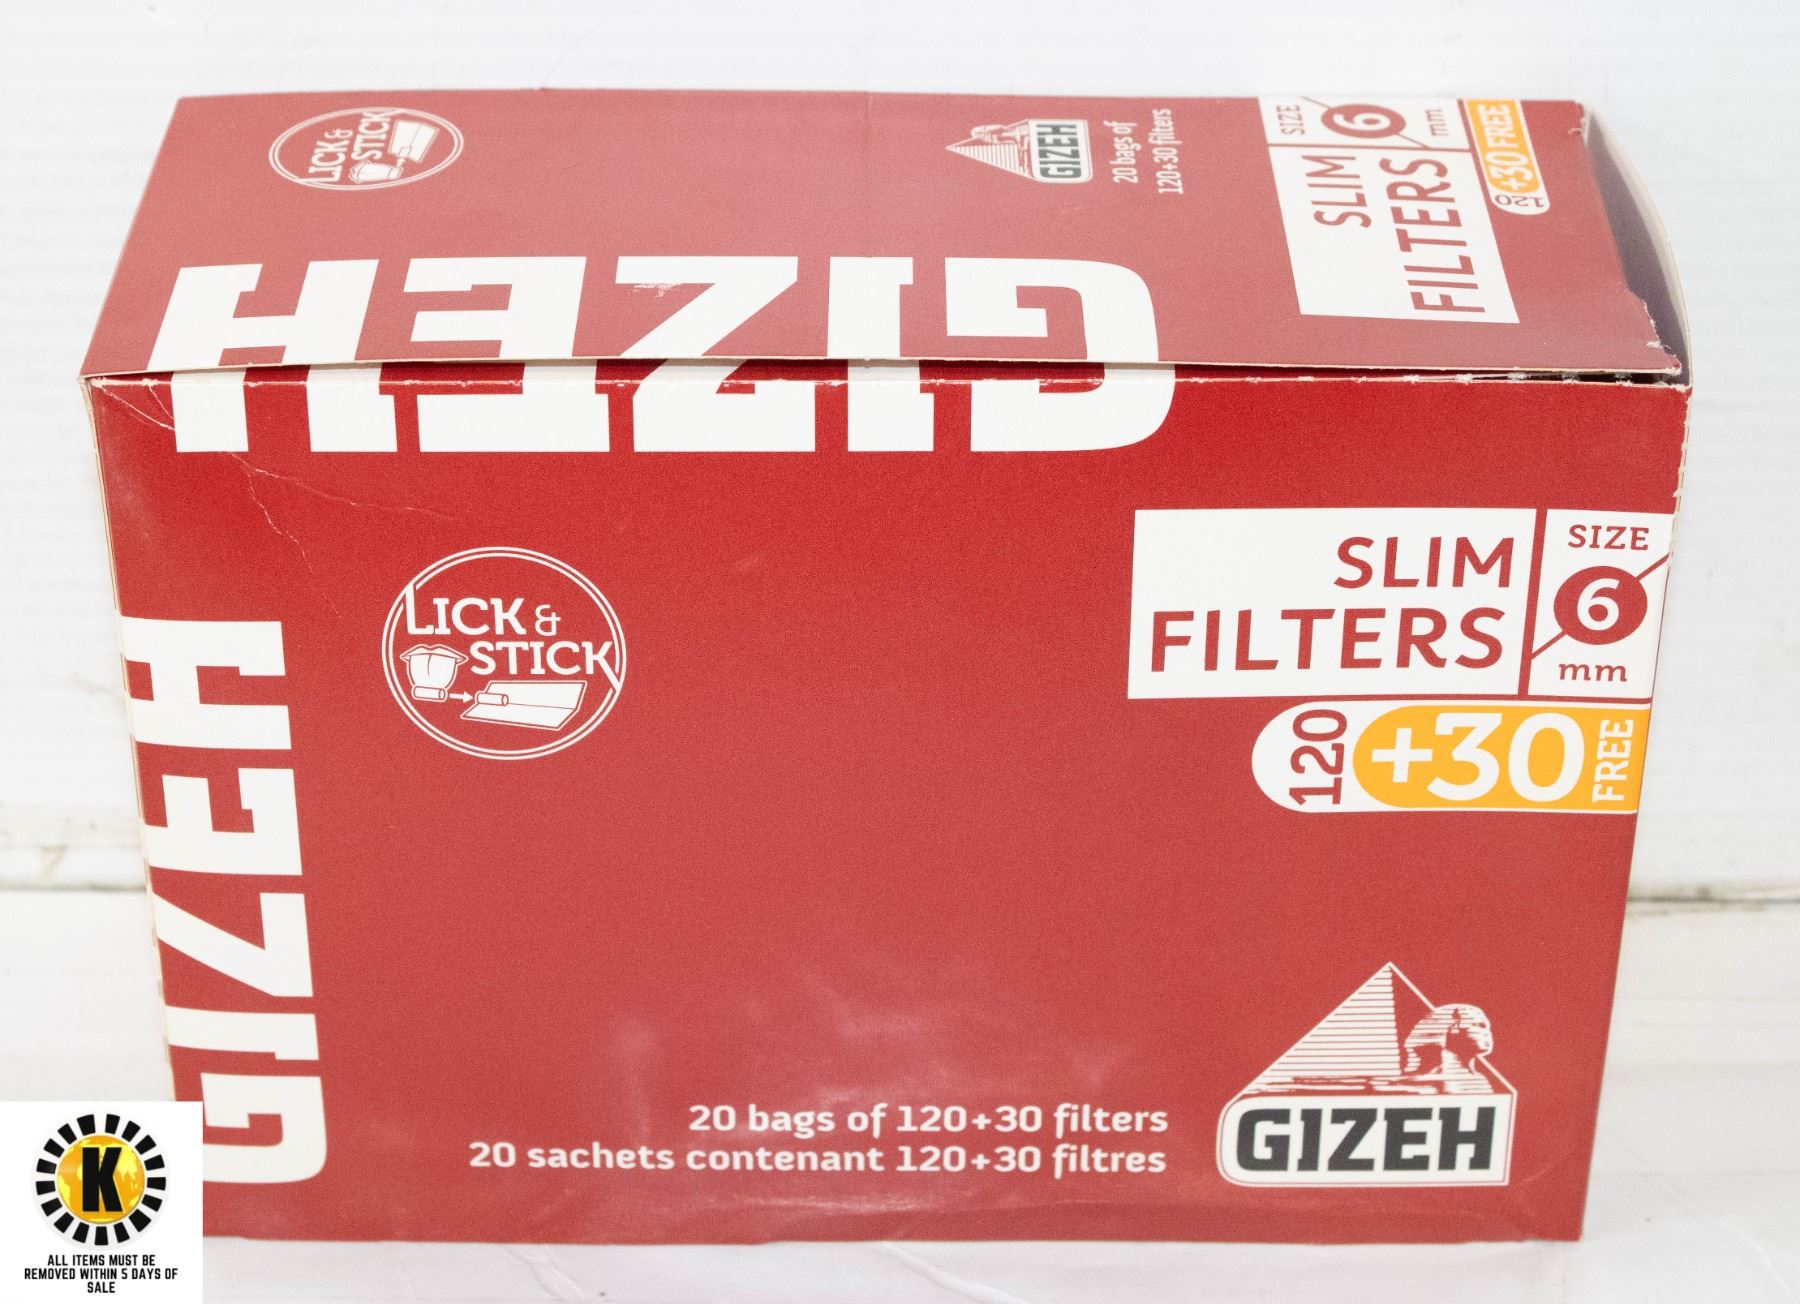 LICK &
STICK
GIZEH
20 bags of
120+30 filters
SLIM
FILTERS
SIZE
6
mm
120 +30 FREE
GIZEH
GIZEH
LICK &
STICK
SLIM
FILTERS
SIZE
6
mm
120 +30 FREE
20 bags of 120+30 filters
20 sachets contenant 120+30 filtres
GIZEH
K
ALL ITEMS MUST BE
REMOVED WITHIN 5 DAYS OF
SALE